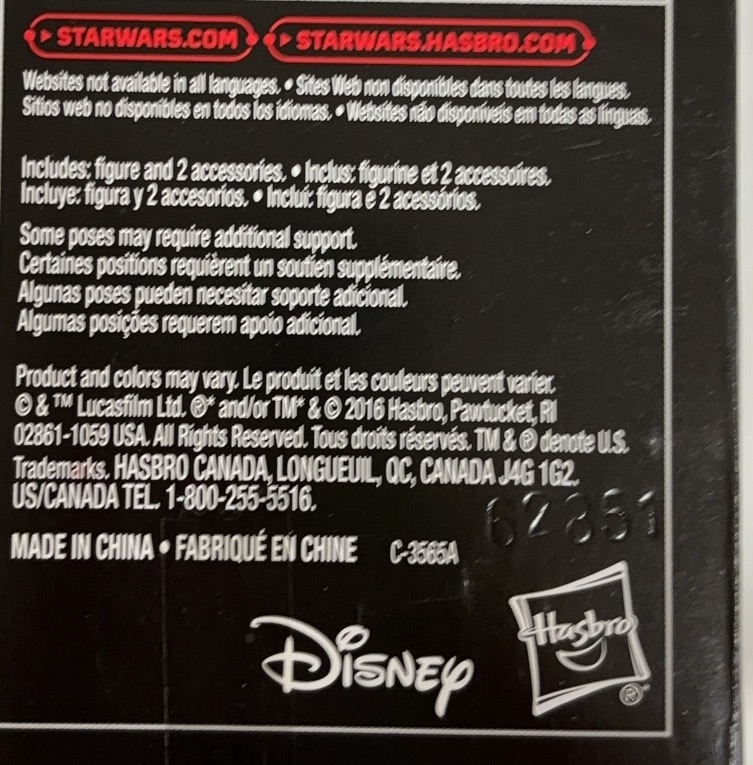 STARWARS.COM STARWARS.HASBRO.COM
Websites not available in all languages. • Sites Web non disponibles dans toutes les langues.
Sitios web no disponibles en todos los idiomas. • Websites não disponíveis em todas as línguas.
Includes: figure and 2 accessories. • Inclus: figurine et 2 accessoires.
Incluye: figura y 2 accesorios. • Inclui: figura e 2 acessórios.
Some poses may require additional support.
Certaines positions requièrent un soutien supplémentaire.
Algunas poses pueden necesitar soporte adicional.
Algumas posições requerem apoio adicional.
Product and colors may vary. Le produit et les couleurs peuvent varier.
© & ™ Lucasfilm Ltd. ®* and/or TM* & © 2016 Hasbro, Pawtucket, RI
02861-1059 USA. All Rights Reserved. Tous droits réservés. TM & ® denote U.S.
Trademarks. HASBRO CANADA, LONGUEUIL, QC, CANADA J4G 1G2.
US/CANADA TEL. 1-800-255-5516.
62351
MADE IN CHINA • FABRIQUÉ EN CHINE C-3565A
Hasbro
®
Disney